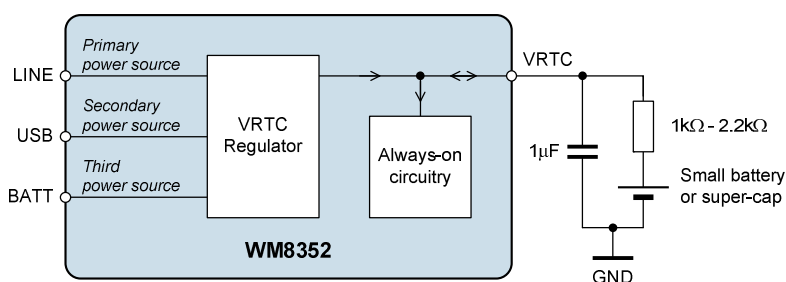 Primary
power source
LINE
VRTC
Secondary
power source
USB
VRTC
Regulator
Always-on
circuitry
1µF
1kΩ - 2.2kΩ
Third
power source
BATT
Small battery
or super-cap
WM8352
GND